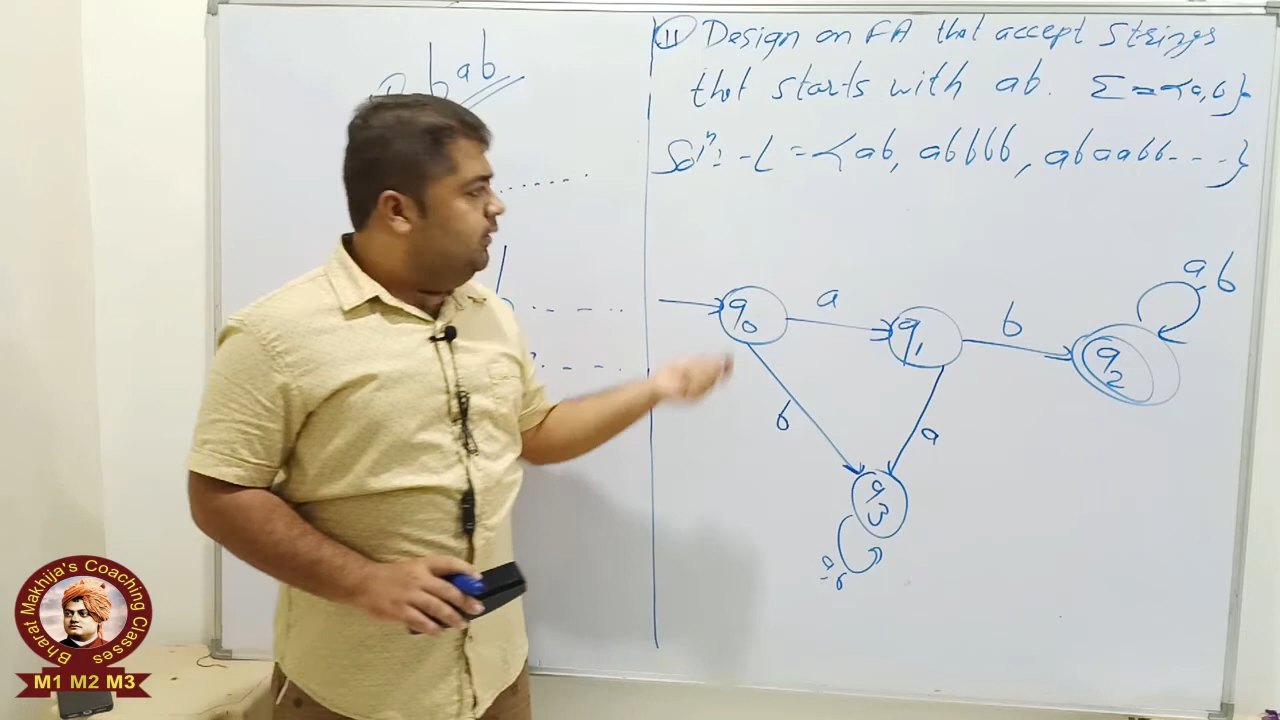 b ab
⑪ Design an FA that accept strings
that starts with ab. Σ = {a, b}.
Solⁿ:- L = {ab, abbbb, abaabb---}
a b
a
b
q0
q1
q2
b
a
q3
a, b
Bharat Makhija's Coaching Classes
M1 M2 M3